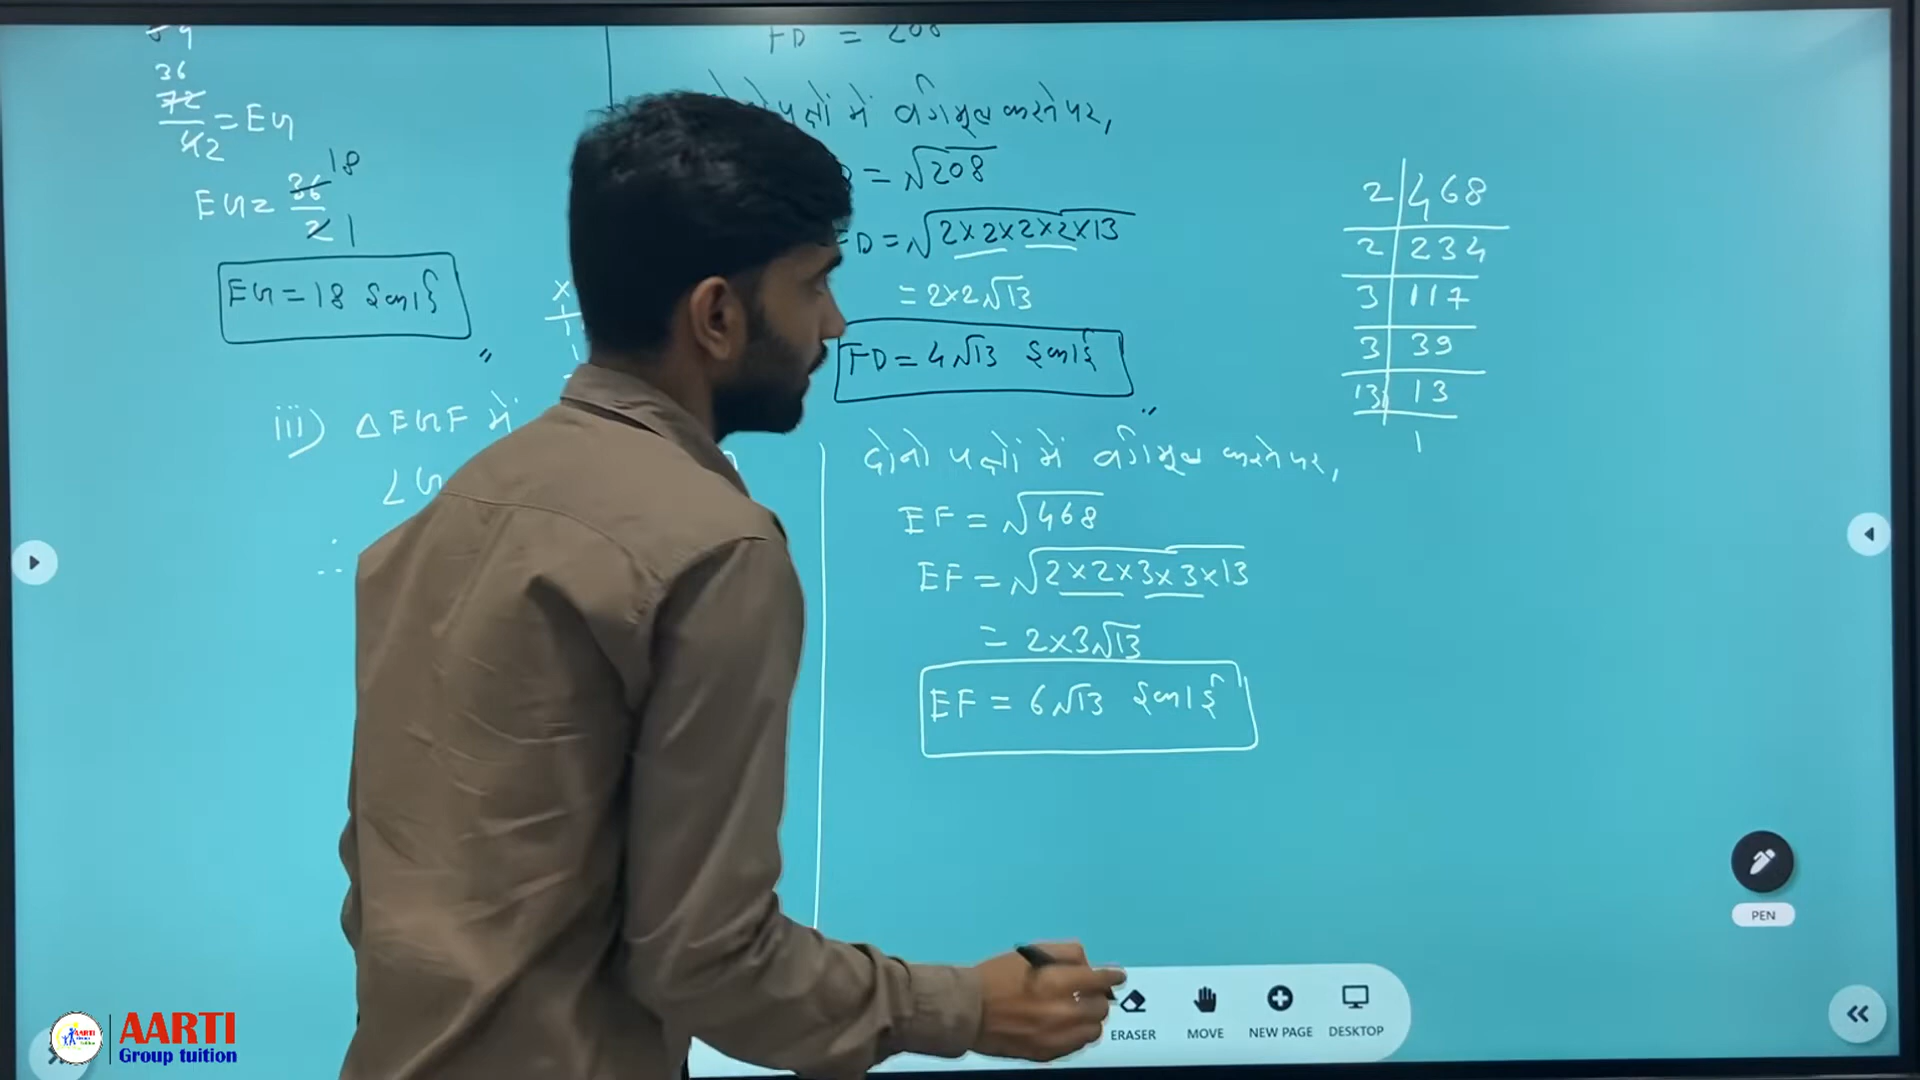 36
72
42 = EG
EG = 36 18
2 1
EG = 18 इकाई
iii) Δ EGF में
∠G
∴
FD = 208
पक्षों में वर्गमूल करने पर,
= √208
D = √2×2×2×2×13
= 2×2√13
FD = 4√13 इकाई
दोनो पक्षों में वर्गमूल करने पर,
EF = √468
EF = √2×2×3×3×13
= 2×3√13
EF = 6√13 इकाई
2 | 468
2 | 234
3 | 117
3 | 39
13 | 13
1
PEN
ERASER MOVE NEW PAGE DESKTOP
AARTI
Group tuition